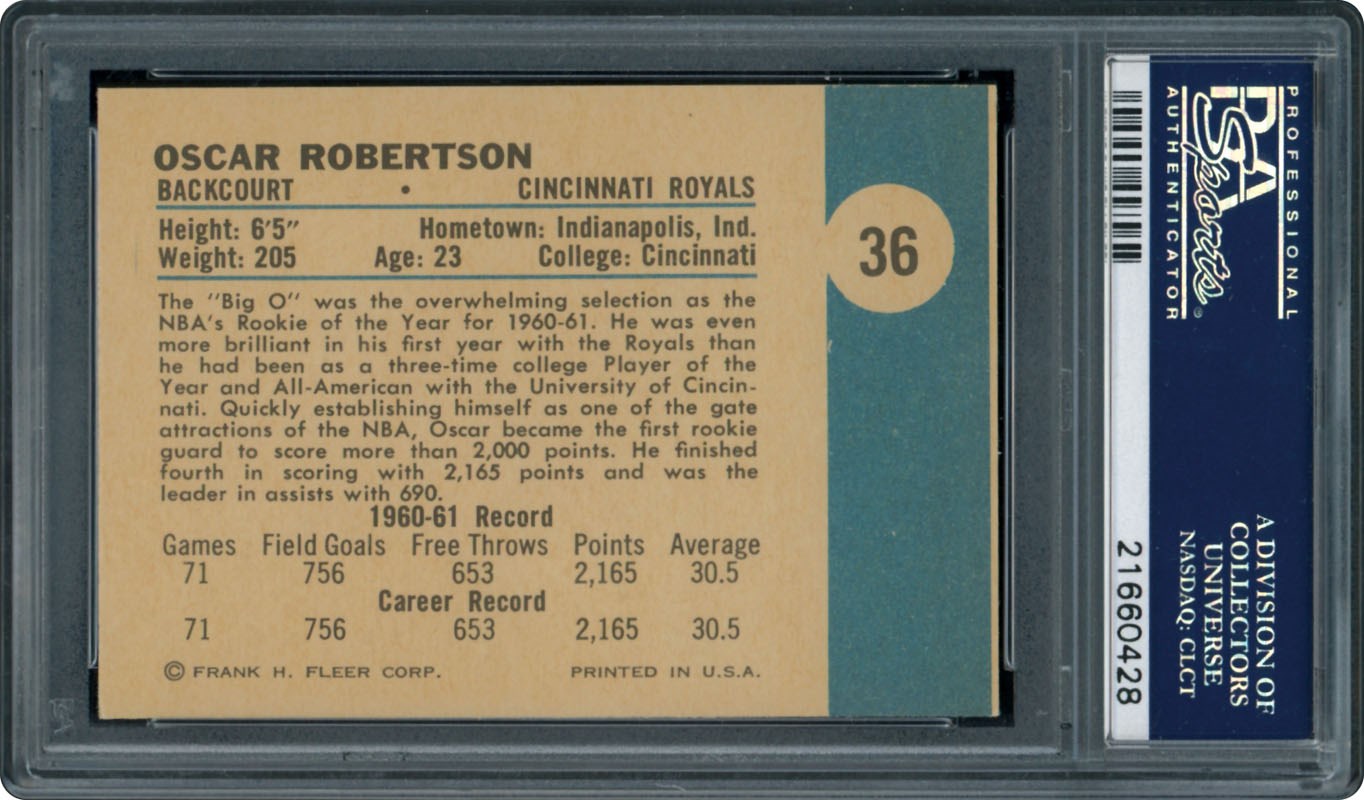 OSCAR ROBERTSON
BACKCOURT • CINCINNATI ROYALS
Height: 6'5" Hometown: Indianapolis, Ind.
Weight: 205 Age: 23 College: Cincinnati
36
The "Big O" was the overwhelming selection as the
NBA's Rookie of the Year for 1960-61. He was even
more brilliant in his first year with the Royals than
he had been as a three-time college Player of the
Year and All-American with the University of Cincin-
nati. Quickly establishing himself as one of the gate
attractions of the NBA, Oscar became the first rookie
guard to score more than 2,000 points. He finished
fourth in scoring with 2,165 points and was the
leader in assists with 690.
1960-61 Record
Games Field Goals Free Throws Points Average
71 756 653 2,165 30.5
Career Record
71 756 653 2,165 30.5
© FRANK H. FLEER CORP. PRINTED IN U.S.A.
PROFESSIONAL
PSA
Sports®
AUTHENTICATOR
A DIVISION OF
COLLECTORS
UNIVERSE
NASDAQ: CLCT
21660428